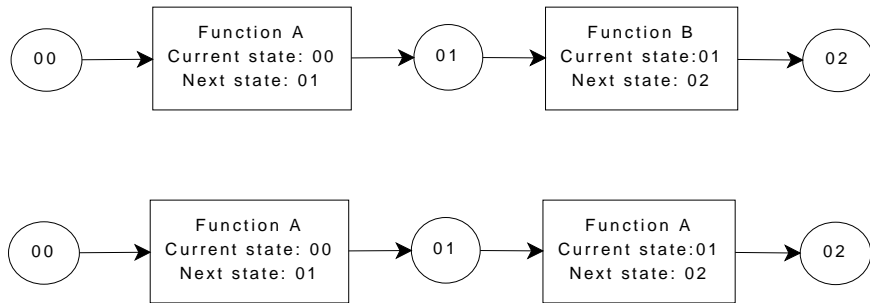 00
Function A
Current state: 00
Next state: 01
01
Function B
Current state:01
Next state: 02
02
00
Function A
Current state: 00
Next state: 01
01
Function A
Current state:01
Next state: 02
02